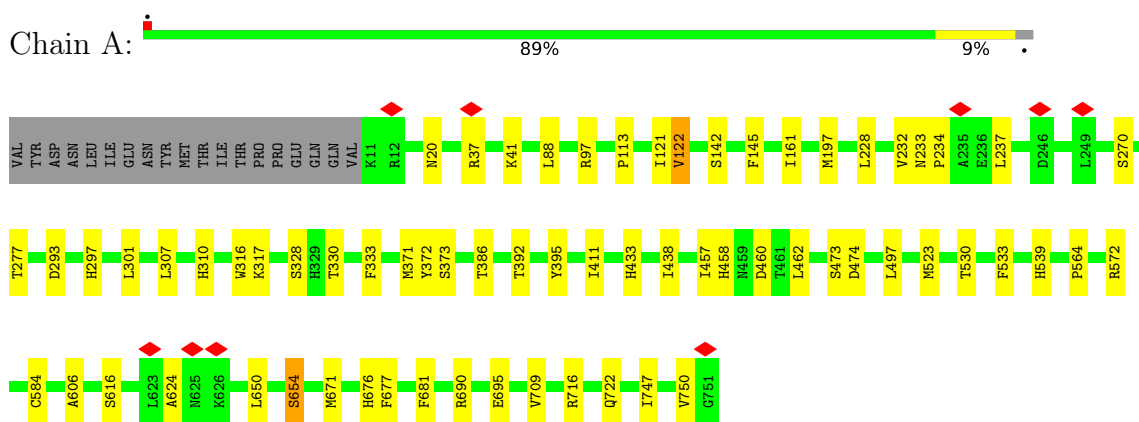 Chain A:
89%
9%
VAL TYR ASP ASN LEU ILE GLU ASN TYR MET THR ILE THR PRO PRO GLU GLN GLN VAL K11 R12 N20 R37 K41 L88 R97 P113 I121 V122 S142 F145 I161 M197 L228 V232 N233 P234 A235 E236 L237 D246 L249 S270
T277 D293 H297 L301 L307 H310 W316 K317 S328 H329 T330 F333 M371 Y372 S373 T386 T392 Y395 I411 H433 I438 I457 H458 N459 D460 T461 L462 S473 D474 L497 M523 T530 F533 H539 P564 R572
C584 A606 S616 L623 A624 N625 K626 L650 S654 M671 H676 F677 F681 R690 E695 V709 R716 Q722 I747 V750 G751